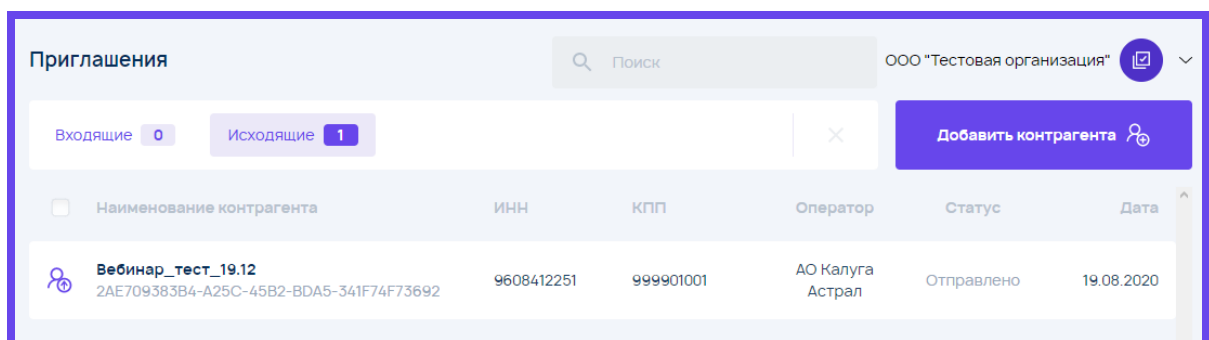 Приглашения
Поиск
ООО "Тестовая организация"
Входящие 0
Исходящие 1
Добавить контрагента
Наименование контрагента ИНН КПП Оператор Статус Дата
Вебинар_тест_19.12
2AE709383B4-A25C-45B2-BDA5-341F74F73692
9608412251 999901001 АО Калуга Астрал Отправлено 19.08.2020